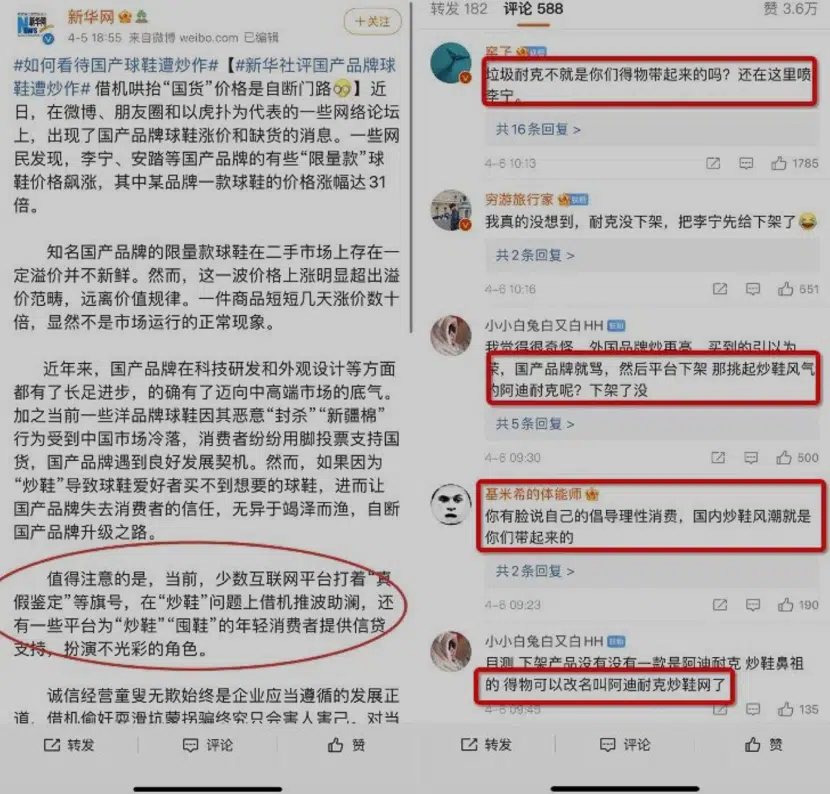 新华网
NEWS
4-5 18:55 来自微博 weibo.com 已编辑
+关注
#如何看待国产球鞋遭炒作#【#新华社评国产品牌球
鞋遭炒作# 借机哄抬“国货”价格是自断门路】近
日，在微博、朋友圈和以虎扑为代表的一些网络论坛
上，出现了国产品牌球鞋涨价和缺货的消息。一些网
民发现，李宁、安踏等国产品牌的有些“限量款”球
鞋价格飙涨，其中某品牌一款球鞋的价格涨幅达31
倍。
知名国产品牌的限量款球鞋在二手市场上存在一
定溢价并不新鲜。然而，这一波价格上涨明显超出溢
价范畴，远离价值规律。一件商品短短几天涨价数十
倍，显然不是市场运行的正常现象。
近年来，国产品牌在科技研发和外观设计等方面
都有了长足进步，的确有了迈向中高端市场的底气。
加之当前一些洋品牌球鞋因其恶意“封杀”“新疆棉”
行为受到中国市场冷落，消费者纷纷用脚投票支持国
货，国产品牌遇到良好发展契机。然而，如果因为
“炒鞋”导致球鞋爱好者买不到想要的球鞋，进而让
国产品牌失去消费者的信任，无异于竭泽而渔，自断
国产品牌升级之路。
值得注意的是，当前，少数互联网平台打着“真
假鉴定”等旗号，在“炒鞋”问题上借机推波助澜，还
有一些平台为“炒鞋”“囤鞋”的年轻消费者提供信贷
支持，扮演不光彩的角色。
诚信经营童叟无欺始终是企业应当遵循的发展正
道，借机偷奸耍滑坑蒙拐骗终究只会害人害己。对当
转发 评论 赞
转发 182 评论 588 赞 3.6万
垃圾耐克不就是你们得物带起来的吗？还在这里喷
李宁。
共16条回复 >
4-6 10:13 1785
穷游旅行家
我真的没想到，耐克没下架，把李宁先给下架了
共2条回复 >
4-6 10:16 551
小小白兔白又白HH
我觉得很奇怪，外国品牌炒再高，买到的引以为
荣，国产品牌就骂，然后平台下架 那挑起炒鞋风气
的阿迪耐克呢？下架了没
共5条回复 >
4-6 09:30 500
基米希的体能师
你有脸说自己的倡导理性消费，国内炒鞋风潮就是
你们带起来的
共2条回复 >
4-6 09:23 190
小小白兔白又白HH
目测 下架产品没有没有一款是阿迪耐克 炒鞋鼻祖
的 得物可以改名叫阿迪耐克炒鞋网了
4-6 09:45 135
转发 评论 赞